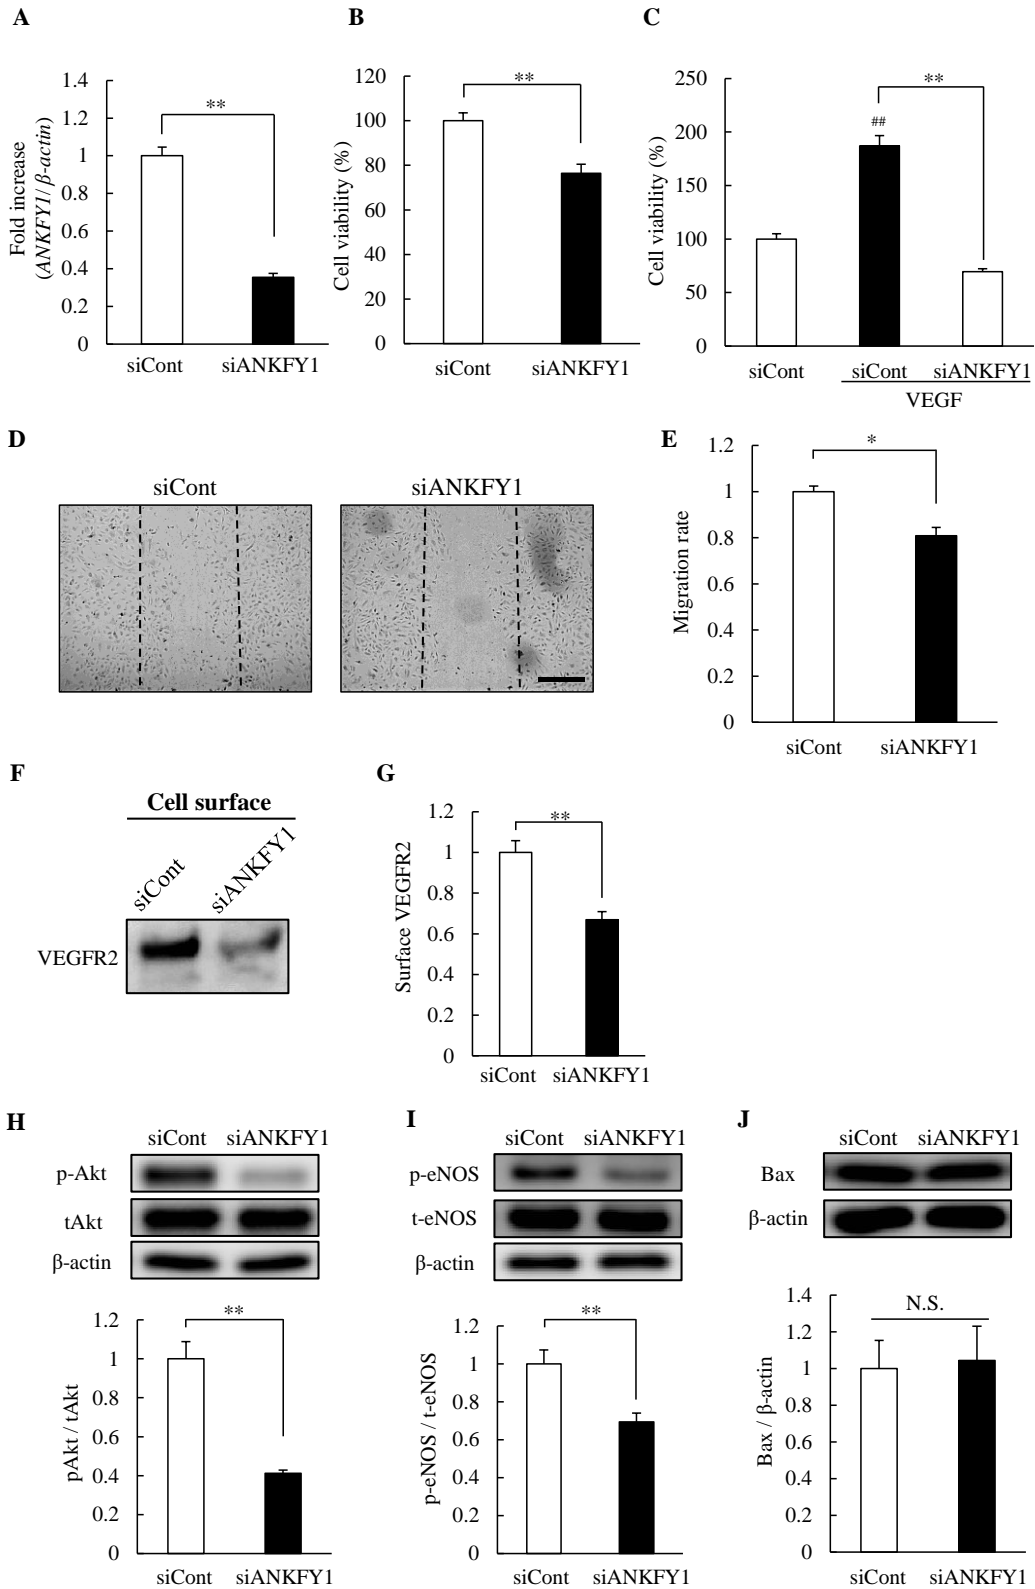 A
B
C
1.4
1.2
1
0.8
0.6
0.4
0.2
0
Fold increase
(ANKFY1/β-actin)
**
siCont siANKFY1
120
100
80
60
40
20
0
Cell viability (%)
**
siCont siANKFY1
250
200
150
100
50
0
Cell viability (%)
**
##
siCont siCont siANKFY1
VEGF
D
siCont siANKFY1
E
1.2
1
0.8
0.6
0.4
0.2
0
Migration rate
*
siCont siANKFY1
F
Cell surface
siCont siANKFY1
VEGFR2
G
1.2
1
0.8
0.6
0.4
0.2
0
Surface VEGFR2
**
siCont siANKFY1
H
siCont siANKFY1
p-Akt
tAkt
β-actin
1.2
1
0.8
0.6
0.4
0.2
0
pAkt / tAkt
**
siCont siANKFY1
I
siCont siANKFY1
p-eNOS
t-eNOS
β-actin
1.2
1
0.8
0.6
0.4
0.2
0
p-eNOS / t-eNOS
**
siCont siANKFY1
J
siCont siANKFY1
Bax
β-actin
1.4
1.2
1
0.8
0.6
0.4
0.2
0
Bax / β-actin
N.S.
siCont siANKFY1